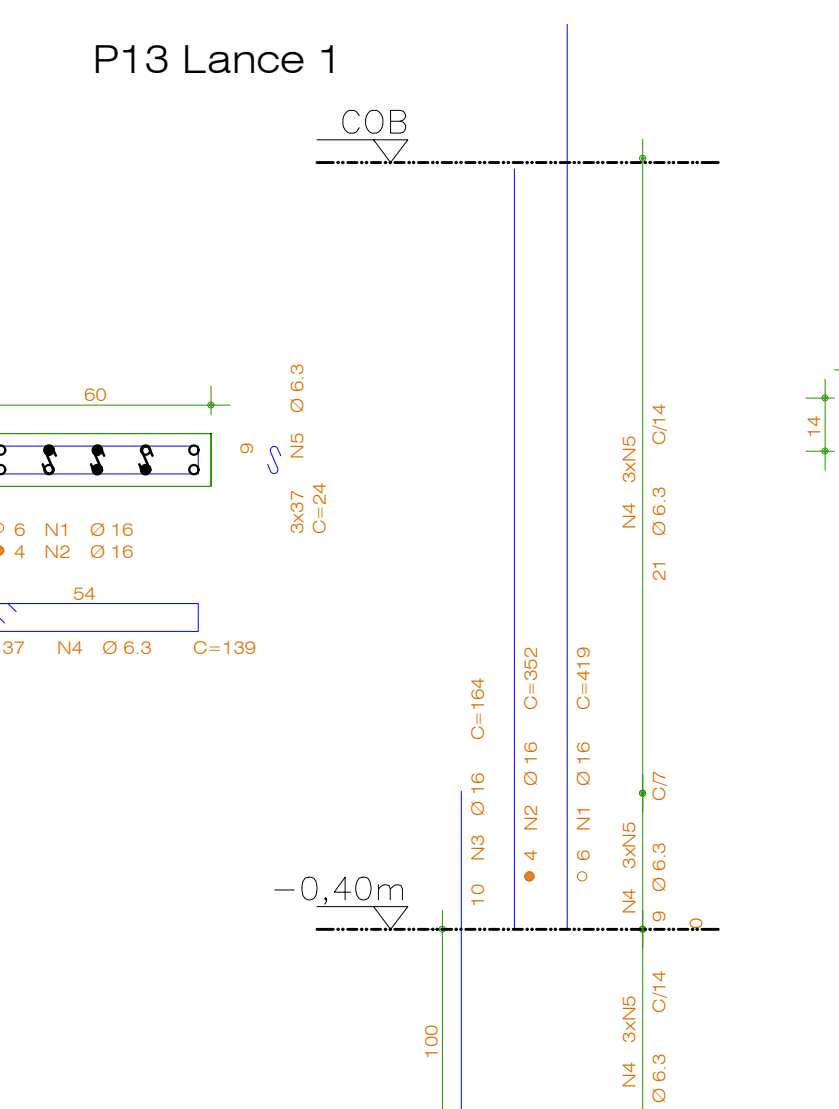 P13 Lance 1
COB
60
9
N5 Ø 6.3
3x37
C=24
6 N1 Ø 16
4 N2 Ø 16
54
37 N4 Ø 6.3 C=139
14
N4 3xN5
21 Ø 6.3 C/14
10 N3 Ø 16 C=164
4 N2 Ø 16 C=352
6 N1 Ø 16 C=419
N4 3xN5
9 Ø 6.3 C/7
0
-0,40m
100
N4 3xN5
Ø 6.3 C/14